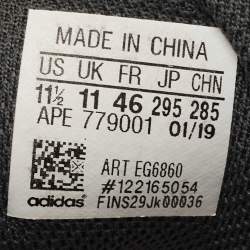 MADE IN CHINA
US UK FR JP CHN
11½ 11 46 295 285
APE 779001 01/19
ART EG6860
#122165054
adidas FINS29Jk00036